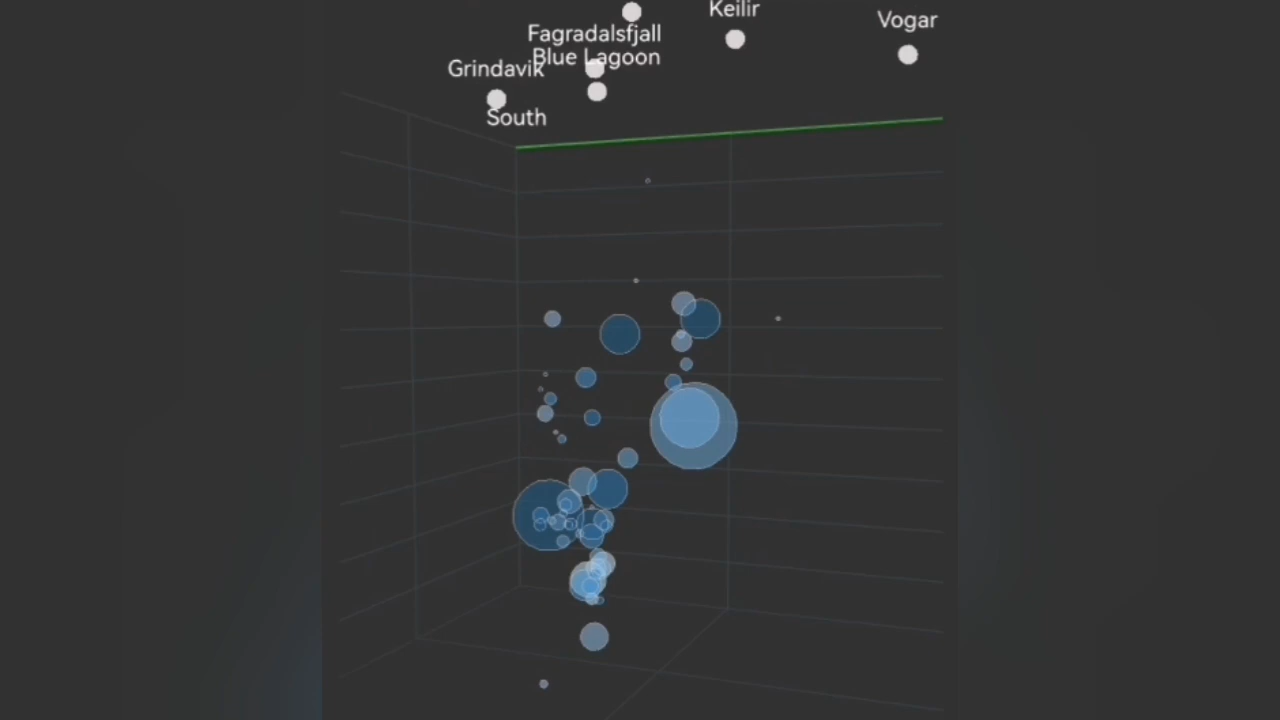 Keilir
Vogar
Fagradalsfjall
Blue Lagoon
Grindavik
South